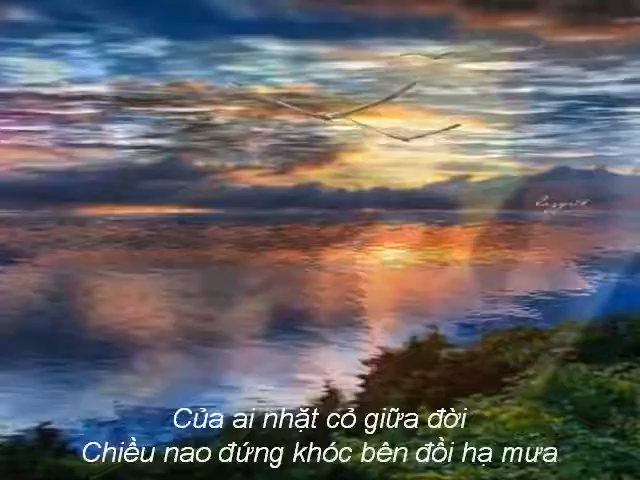 Của ai nhặt cỏ giữa đời
Chiều nao đứng khóc bên đồi hạ mưa